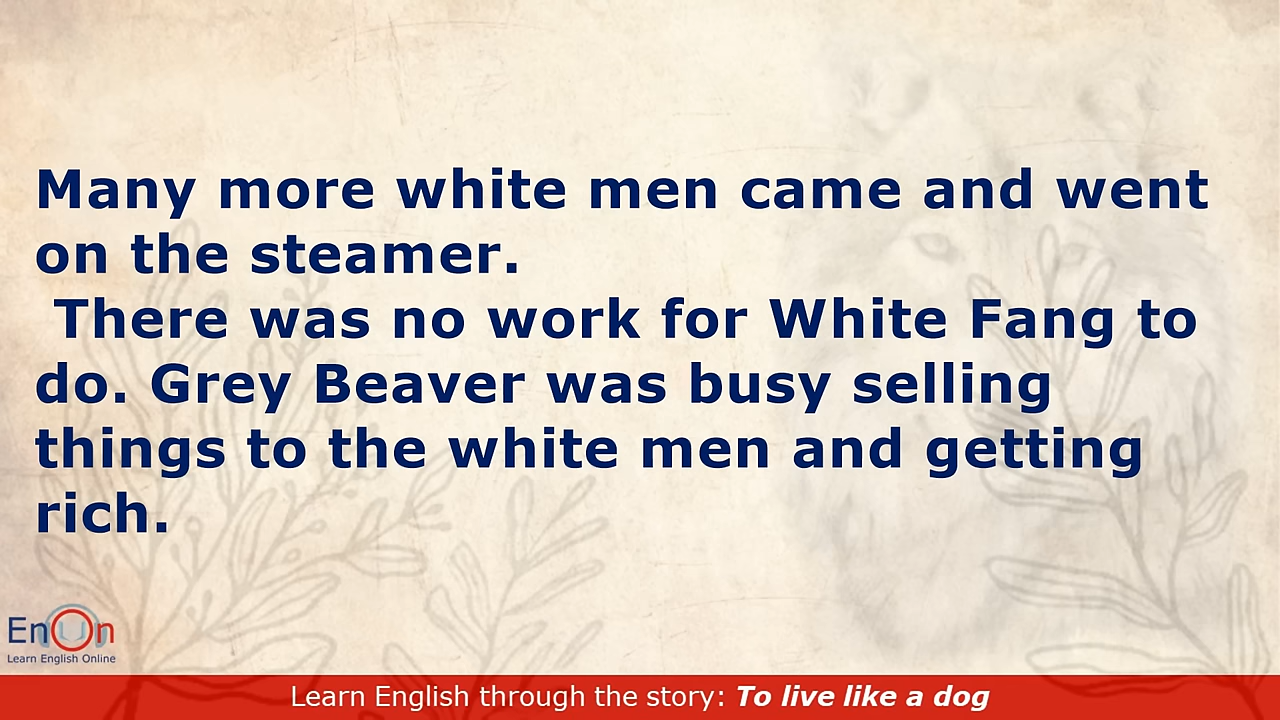 Many more white men came and went
on the steamer.
There was no work for White Fang to
do. Grey Beaver was busy selling
things to the white men and getting
rich.
EnOn
Learn English Online
Learn English through the story: To live like a dog